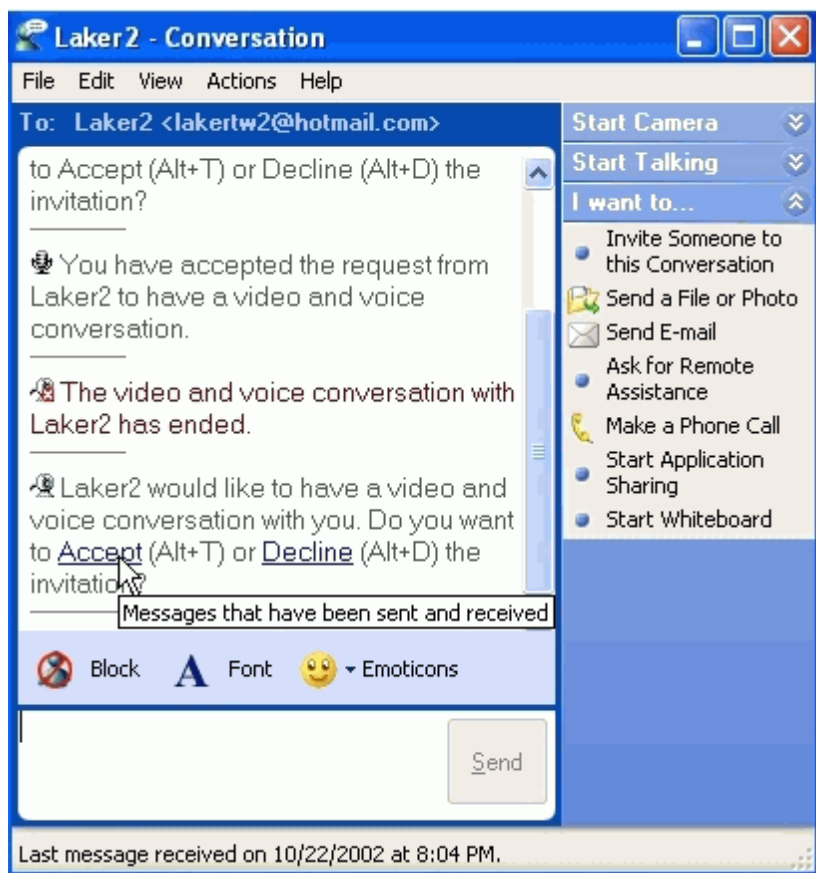 Laker2 - Conversation
File Edit View Actions Help
To: Laker2 <lakertw2@hotmail.com>
to Accept (Alt+T) or Decline (Alt+D) the
invitation?
You have accepted the request from
Laker2 to have a video and voice
conversation.
The video and voice conversation with
Laker2 has ended.
Laker2 would like to have a video and
voice conversation with you. Do you want
to Accept (Alt+T) or Decline (Alt+D) the
invitation?
Messages that have been sent and received
Block A Font Emoticons
Send
Start Camera
Start Talking
I want to...
Invite Someone to
this Conversation
Send a File or Photo
Send E-mail
Ask for Remote
Assistance
Make a Phone Call
Start Application
Sharing
Start Whiteboard
Last message received on 10/22/2002 at 8:04 PM.